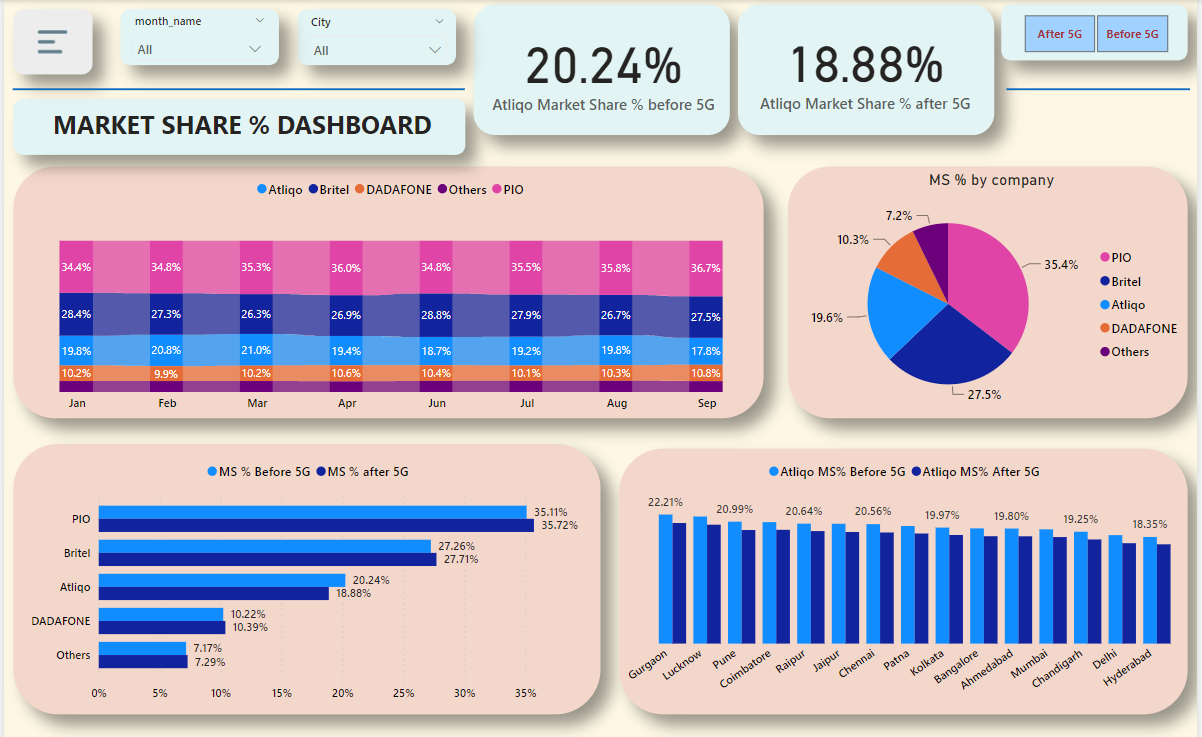 month_name
All
City
All
20.24%
Atliqo Market Share % before 5G
18.88%
Atliqo Market Share % after 5G
After 5G
Before 5G
MARKET SHARE % DASHBOARD
Atliqo Britel DADAFONE Others PIO
34.4% 34.8% 35.3% 36.0% 34.8% 35.5% 35.8% 36.7%
28.4% 27.3% 26.3% 26.9% 28.8% 27.9% 26.7% 27.5%
19.8% 20.8% 21.0% 19.4% 18.7% 19.2% 19.8% 17.8%
10.2% 9.9% 10.2% 10.6% 10.4% 10.1% 10.3% 10.8%
Jan Feb Mar Apr Jun Jul Aug Sep
MS % by company
7.2%
10.3%
35.4%
19.6%
27.5%
PIO
Britel
Atliqo
DADAFONE
Others
MS % Before 5G MS % after 5G
PIO 35.11%
35.72%
Britel 27.26%
27.71%
Atliqo 20.24%
18.88%
DADAFONE 10.22%
10.39%
Others 7.17%
7.29%
0% 5% 10% 15% 20% 25% 30% 35%
Atliqo MS% Before 5G Atliqo MS% After 5G
22.21% 20.99% 20.64% 20.56% 19.97% 19.80% 19.25% 18.35%
Gurgaon Lucknow Pune Coimbatore Raipur Jaipur Chennai Patna Kolkata Bangalore Ahmedabad Mumbai Chandigarh Delhi Hyderabad